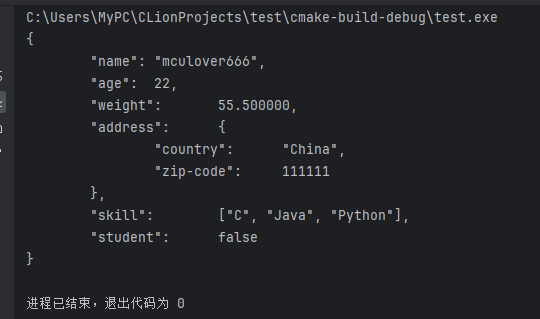 C:\Users\MyPC\CLionProjects\test\cmake-build-debug\test.exe
{
        "name": "mculover666",
        "age":  22,
        "weight":       55.500000,
        "address":      {
                "country":      "China",
                "zip-code":     111111
        },
        "skill":        ["C", "Java", "Python"],
        "student":      false
}

进程已结束，退出代码为 0